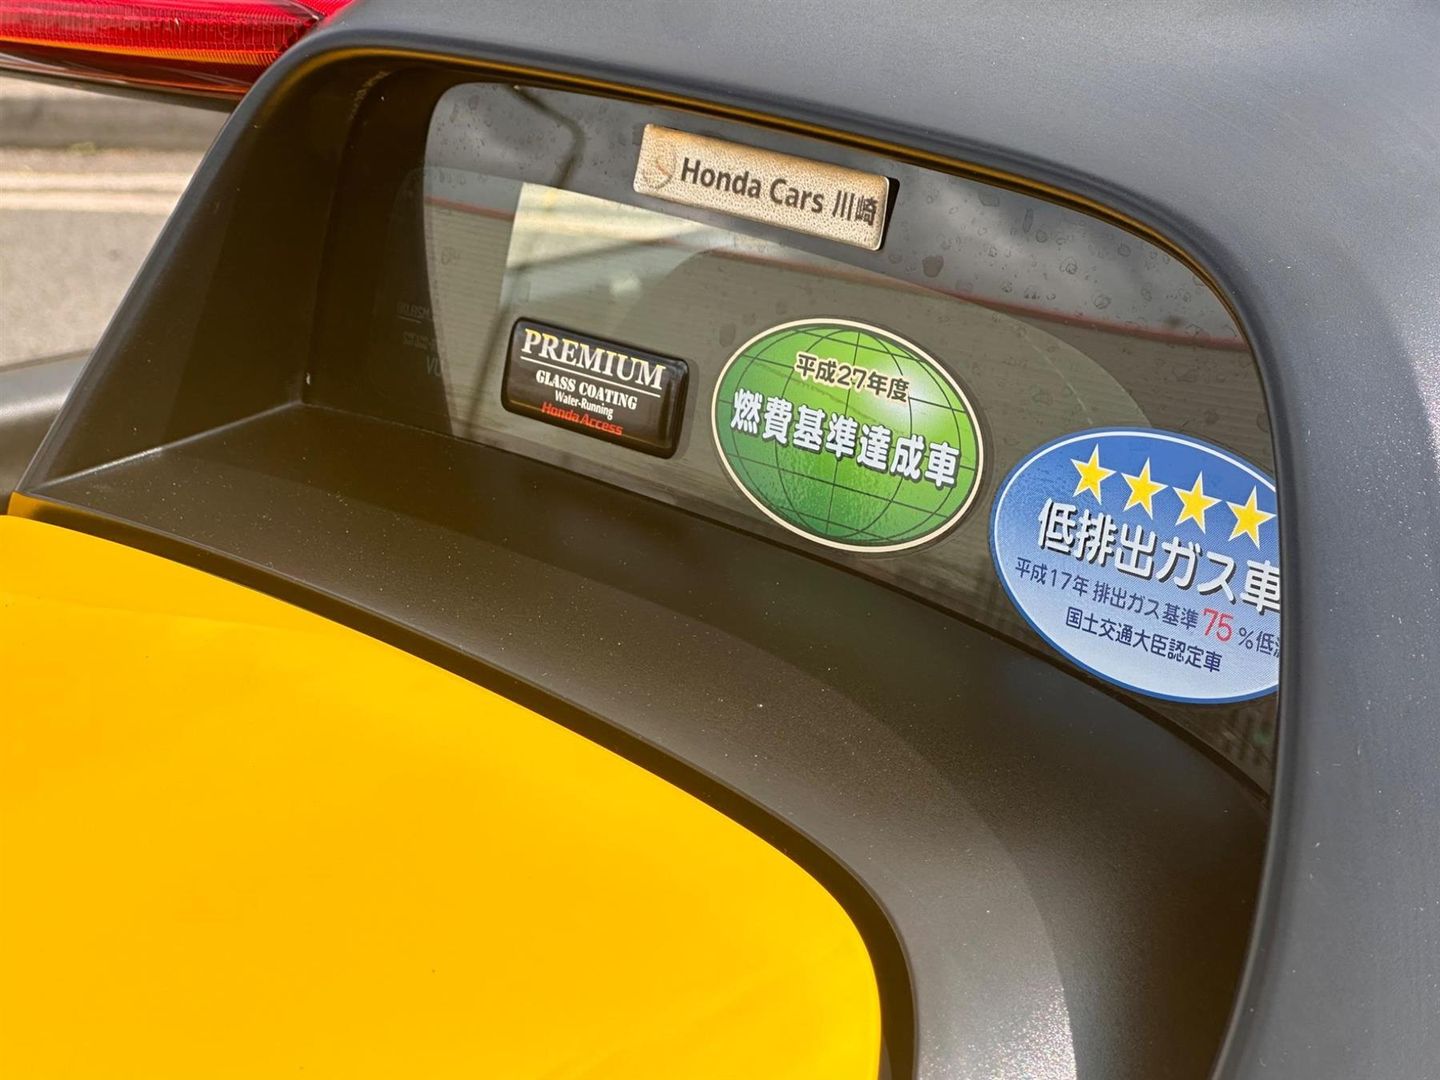 Honda Cars 川崎
PREMIUM
GLASS COATING
Water-Running
Honda Access
平成27年度
燃費基準達成車
低排出ガス車
平成17年 排出ガス基準 75 %低
国土交通大臣認定車